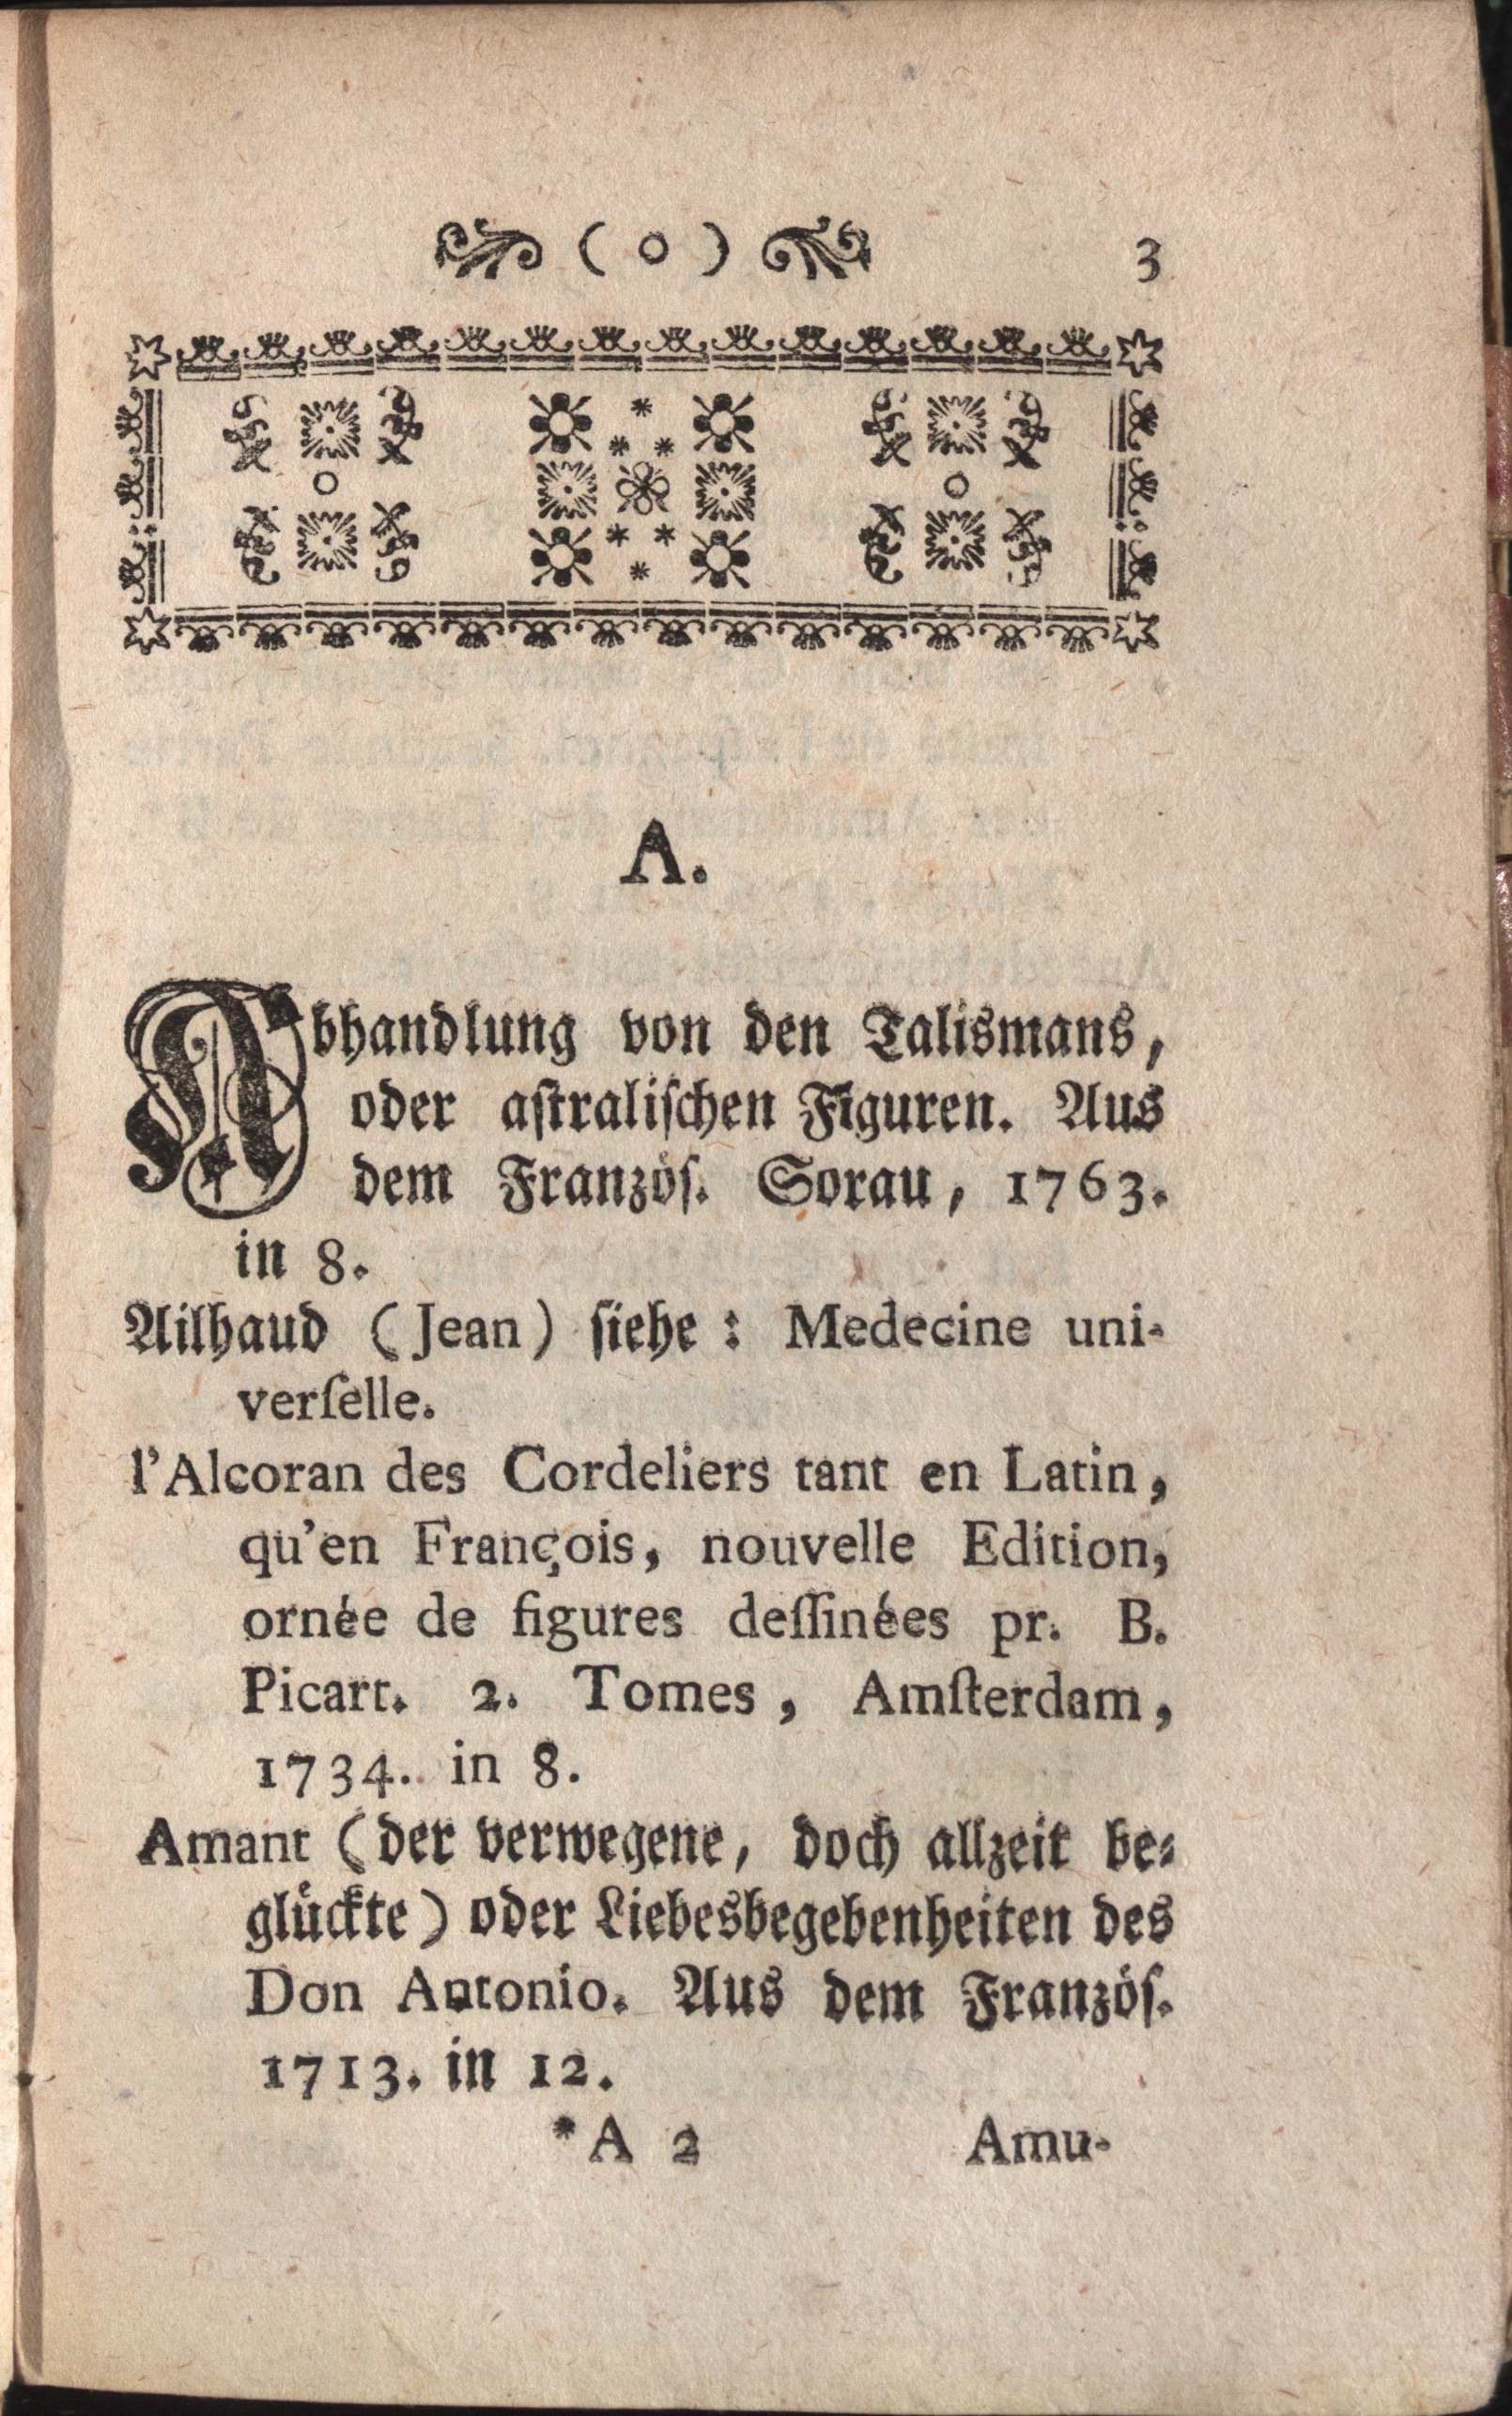 ( o ) 3
A.
Abhandlung von den Talismans,
oder aſtraliſchen Figuren. Aus
dem Franzöſ. Sorau, 1763.
in 8.
Ailhaud (Jean) ſiehe: Medecine uni-
verſelle.
l'Alcoran des Cordeliers tant en Latin,
qu'en François, nouvelle Edition,
ornée de figures deſſinées pr. B.
Picart. 2. Tomes, Amſterdam,
1734. in 8.
Amant (der verwegene, doch allzeit be-
glückte) oder Liebesbegebenheiten des
Don Antonio. Aus dem Franzöſ.
1713. in 12.
*A 2 Amu-